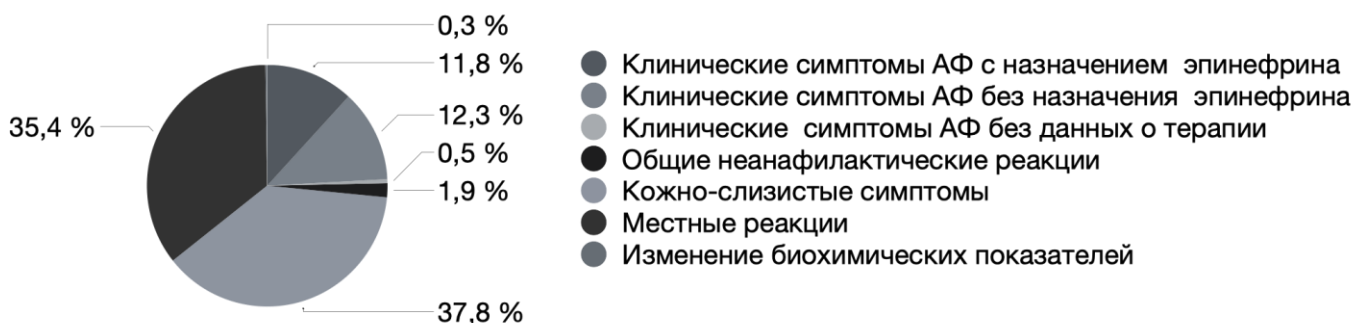 0,3 %
11,8 %
12,3 %
0,5 %
1,9 %
37,8 %
35,4 %
Клинические симптомы АФ с назначением эпинефрина
Клинические симптомы АФ без назначения эпинефрина
Клинические симптомы АФ без данных о терапии
Общие неанафилактические реакции
Кожно-слизистые симптомы
Местные реакции
Изменение биохимических показателей